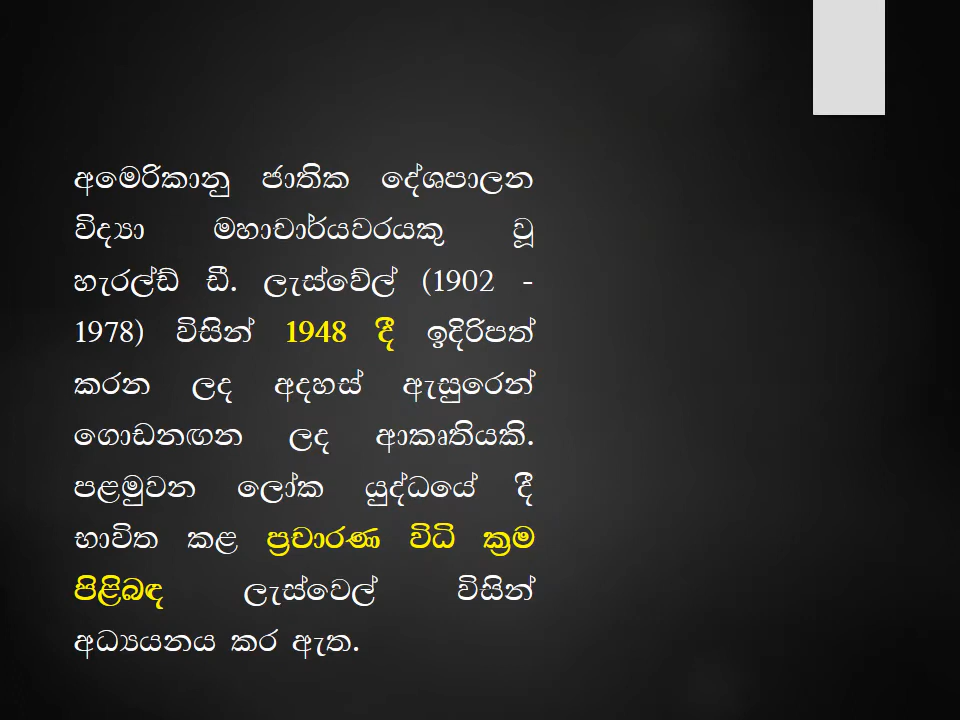 අමෙරිකානු ජාතික දේශපාලන
විද්‍යා මහාචාර්යවරයකු වූ
හැරල්ඩ් ඩී. ලැස්වේල් (1902 -
1978) විසින් 1948 දී ඉදිරිපත්
කරන ලද අදහස් ඇසුරෙන්
ගොඩනඟන ලද ආකෘතියකි.
පළමුවන ලෝක යුද්ධයේ දී
භාවිත කළ ප්‍රචාරණ විධි ක්‍රම
පිළිබඳ ලැස්වෙල් විසින්
අධ්‍යයනය කර ඇත.